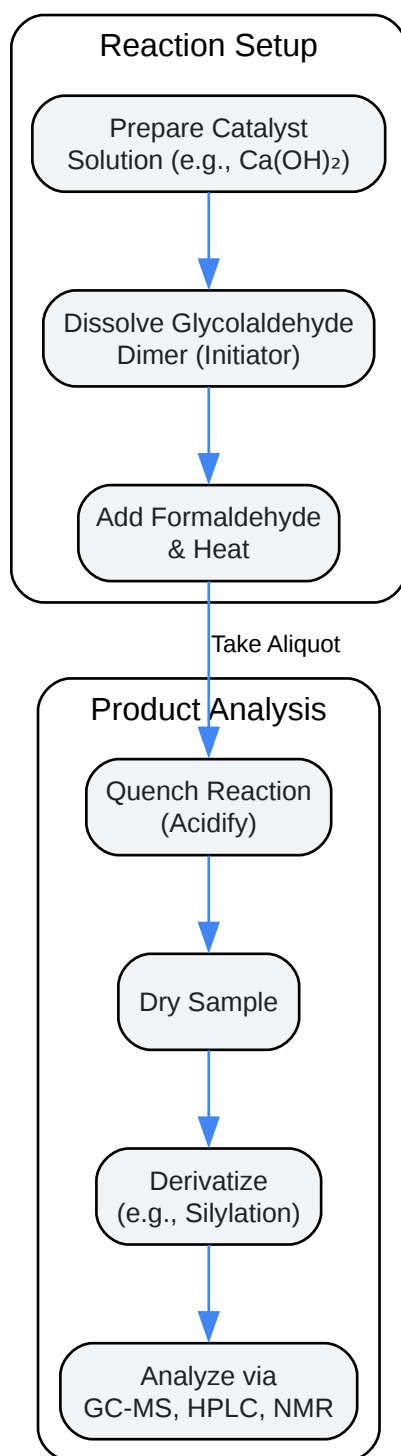 Reaction Setup
Prepare Catalyst
Solution (e.g., Ca(OH)₂)
Dissolve Glycolaldehyde
Dimer (Initiator)
Add Formaldehyde
& Heat
Take Aliquot
Product Analysis
Quench Reaction
(Acidify)
Dry Sample
Derivatize
(e.g., Silylation)
Analyze via
GC-MS, HPLC, NMR